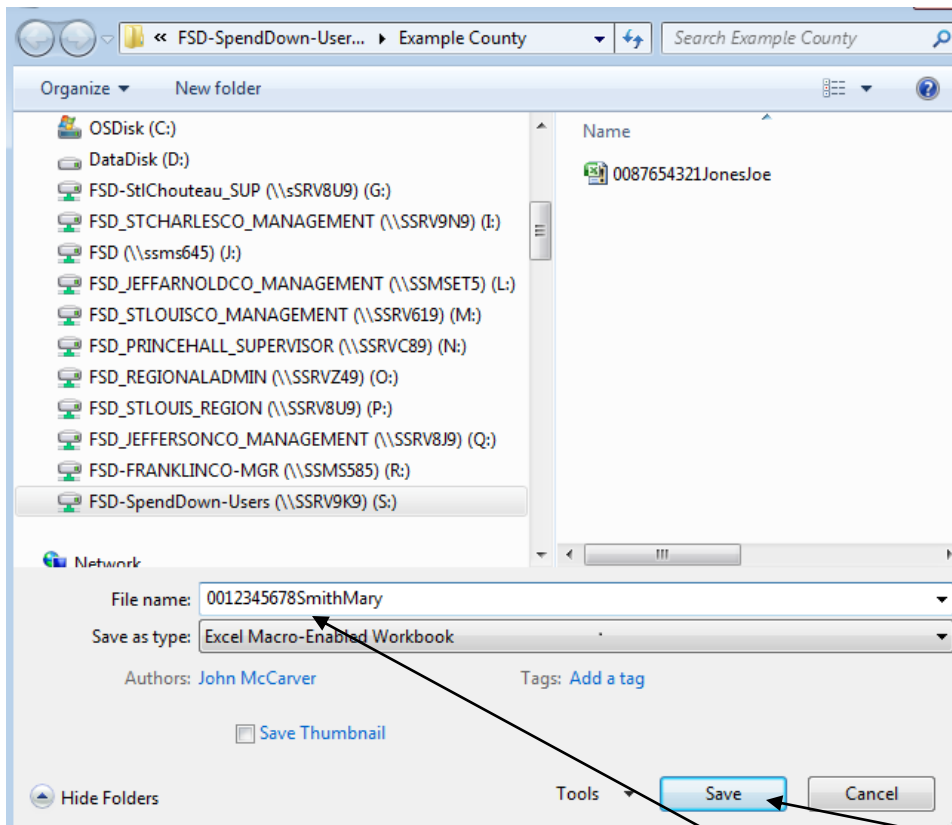 « FSD-SpendDown-User... ▸ Example County Search Example County
Organize New folder
OSDisk (C:)
DataDisk (D:)
FSD-StlChouteau_SUP (\\sSRV8U9) (G:)
FSD_STCHARLESCO_MANAGEMENT (\\SSRV9N9) (I:)
FSD (\\ssms645) (J:)
FSD_JEFFARNOLDCO_MANAGEMENT (\\SSMSET5) (L:)
FSD_STLOUISCO_MANAGEMENT (\\SSRV619) (M:)
FSD_PRINCEHALL_SUPERVISOR (\\SSRVC89) (N:)
FSD_REGIONALADMIN (\\SSRVZ49) (O:)
FSD_STLOUIS_REGION (\\SSRV8U9) (P:)
FSD_JEFFERSONCO_MANAGEMENT (\\SSRV8J9) (Q:)
FSD-FRANKLINCO-MGR (\\SSMS585) (R:)
FSD-SpendDown-Users (\\SSRV9K9) (S:)
Network
Name
0087654321JonesJoe
File name: 0012345678SmithMary
Save as type: Excel Macro-Enabled Workbook
Authors: John McCarver Tags: Add a tag
Save Thumbnail
Hide Folders Tools Save Cancel